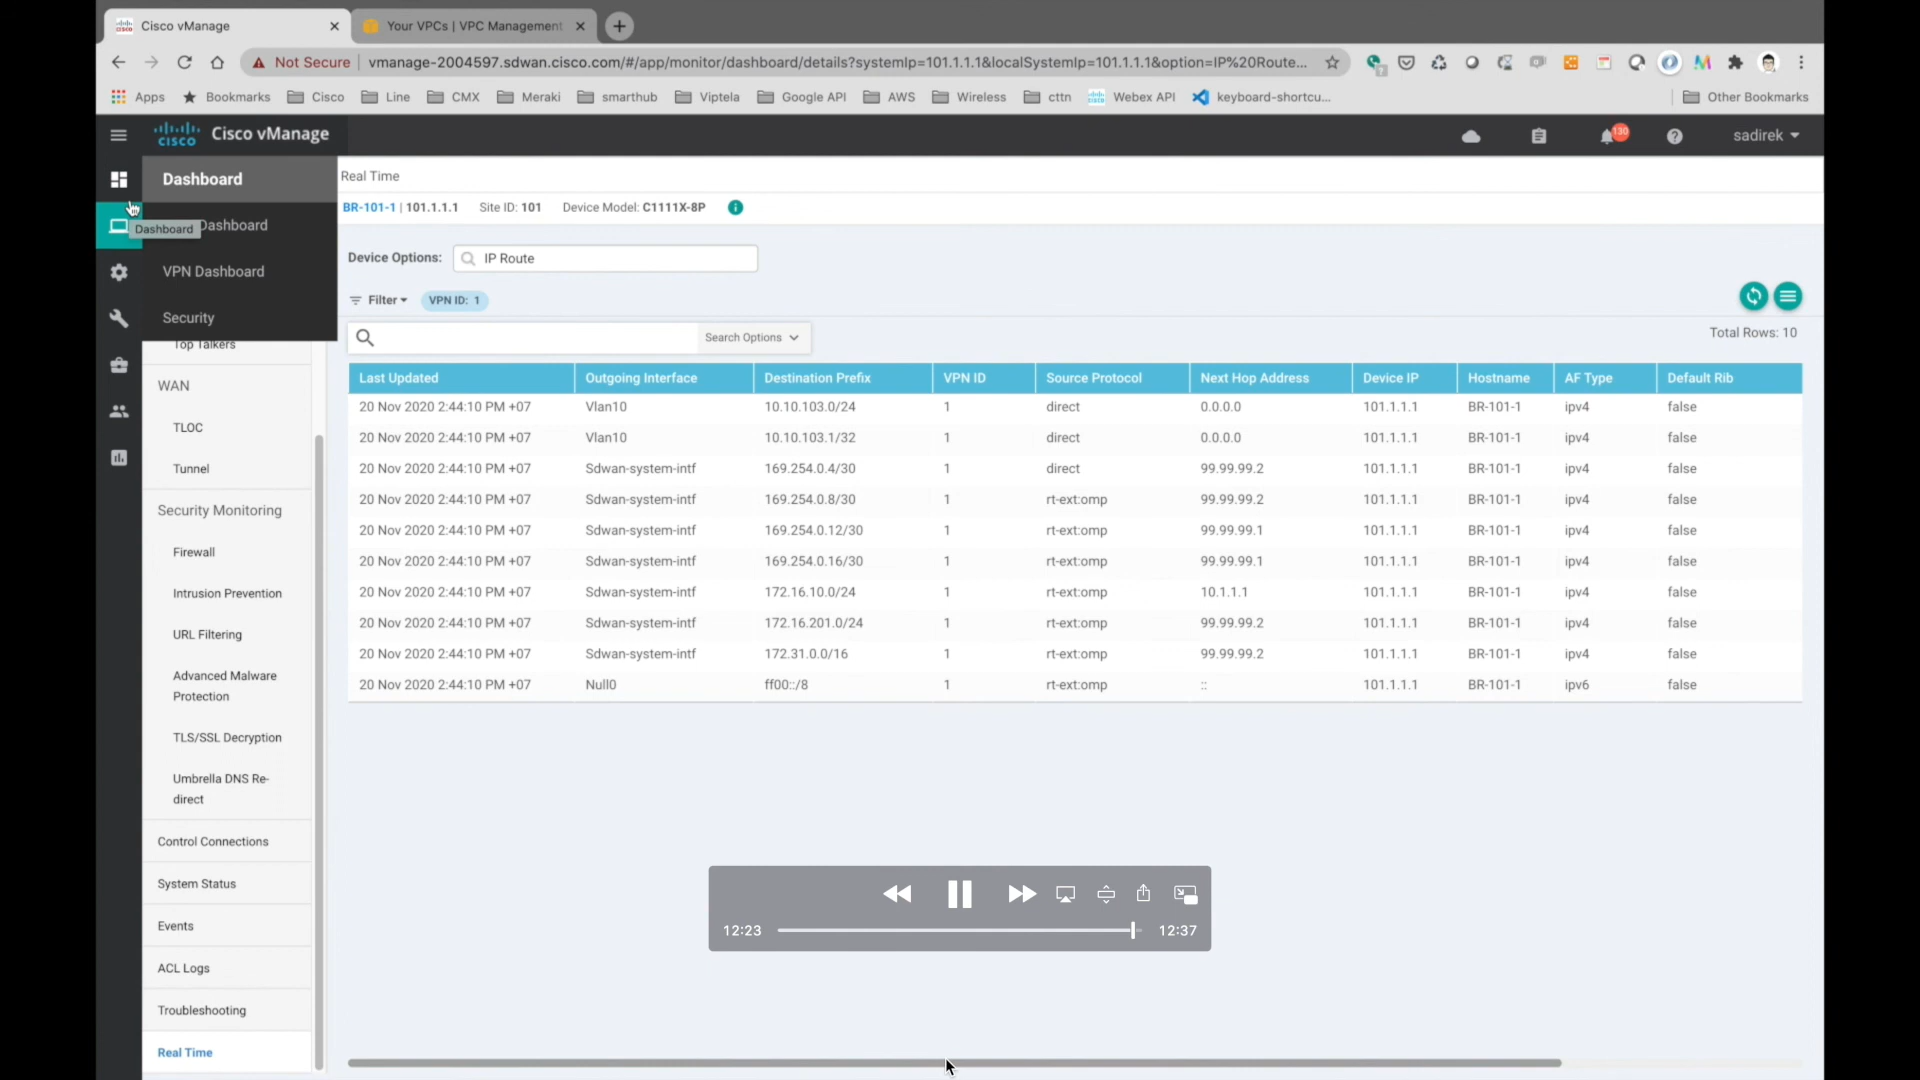 Cisco vManage
Your VPCs | VPC Management
Not Secure
vmanage-2004597.sdwan.cisco.com/#/app/monitor/dashboard/details?systemIp=101.1.1.1&localSystemIp=101.1.1.1&option=IP%20Route...
Apps
Bookmarks
Cisco
Line
CMX
Meraki
smarthub
Viptela
Google API
AWS
Wireless
cttn
Webex API
keyboard-shortcu...
Other Bookmarks
CISCO
Cisco vManage
130
sadirek
Dashboard
Dashboard
Dashboard
VPN Dashboard
Security
Top Talkers
WAN
TLOC
Tunnel
Security Monitoring
Firewall
Intrusion Prevention
URL Filtering
Advanced Malware
Protection
TLS/SSL Decryption
Umbrella DNS Re-
direct
Control Connections
System Status
Events
ACL Logs
Troubleshooting
Real Time
Real Time
BR-101-1 | 101.1.1.1 Site ID: 101 Device Model: C1111X-8P
Device Options: IP Route
Filter VPN ID: 1
Search Options
Total Rows: 10
Last Updated Outgoing Interface Destination Prefix VPN ID Source Protocol Next Hop Address Device IP Hostname AF Type Default Rib
20 Nov 2020 2:44:10 PM +07 Vlan10 10.10.103.0/24 1 direct 0.0.0.0 101.1.1.1 BR-101-1 ipv4 false
20 Nov 2020 2:44:10 PM +07 Vlan10 10.10.103.1/32 1 direct 0.0.0.0 101.1.1.1 BR-101-1 ipv4 false
20 Nov 2020 2:44:10 PM +07 Sdwan-system-intf 169.254.0.4/30 1 direct 99.99.99.2 101.1.1.1 BR-101-1 ipv4 false
20 Nov 2020 2:44:10 PM +07 Sdwan-system-intf 169.254.0.8/30 1 rt-ext:omp 99.99.99.2 101.1.1.1 BR-101-1 ipv4 false
20 Nov 2020 2:44:10 PM +07 Sdwan-system-intf 169.254.0.12/30 1 rt-ext:omp 99.99.99.1 101.1.1.1 BR-101-1 ipv4 false
20 Nov 2020 2:44:10 PM +07 Sdwan-system-intf 169.254.0.16/30 1 rt-ext:omp 99.99.99.1 101.1.1.1 BR-101-1 ipv4 false
20 Nov 2020 2:44:10 PM +07 Sdwan-system-intf 172.16.10.0/24 1 rt-ext:omp 10.1.1.1 101.1.1.1 BR-101-1 ipv4 false
20 Nov 2020 2:44:10 PM +07 Sdwan-system-intf 172.16.201.0/24 1 rt-ext:omp 99.99.99.2 101.1.1.1 BR-101-1 ipv4 false
20 Nov 2020 2:44:10 PM +07 Sdwan-system-intf 172.31.0.0/16 1 rt-ext:omp 99.99.99.2 101.1.1.1 BR-101-1 ipv4 false
20 Nov 2020 2:44:10 PM +07 Null0 ff00::/8 1 rt-ext:omp :: 101.1.1.1 BR-101-1 ipv6 false
12:23
12:37